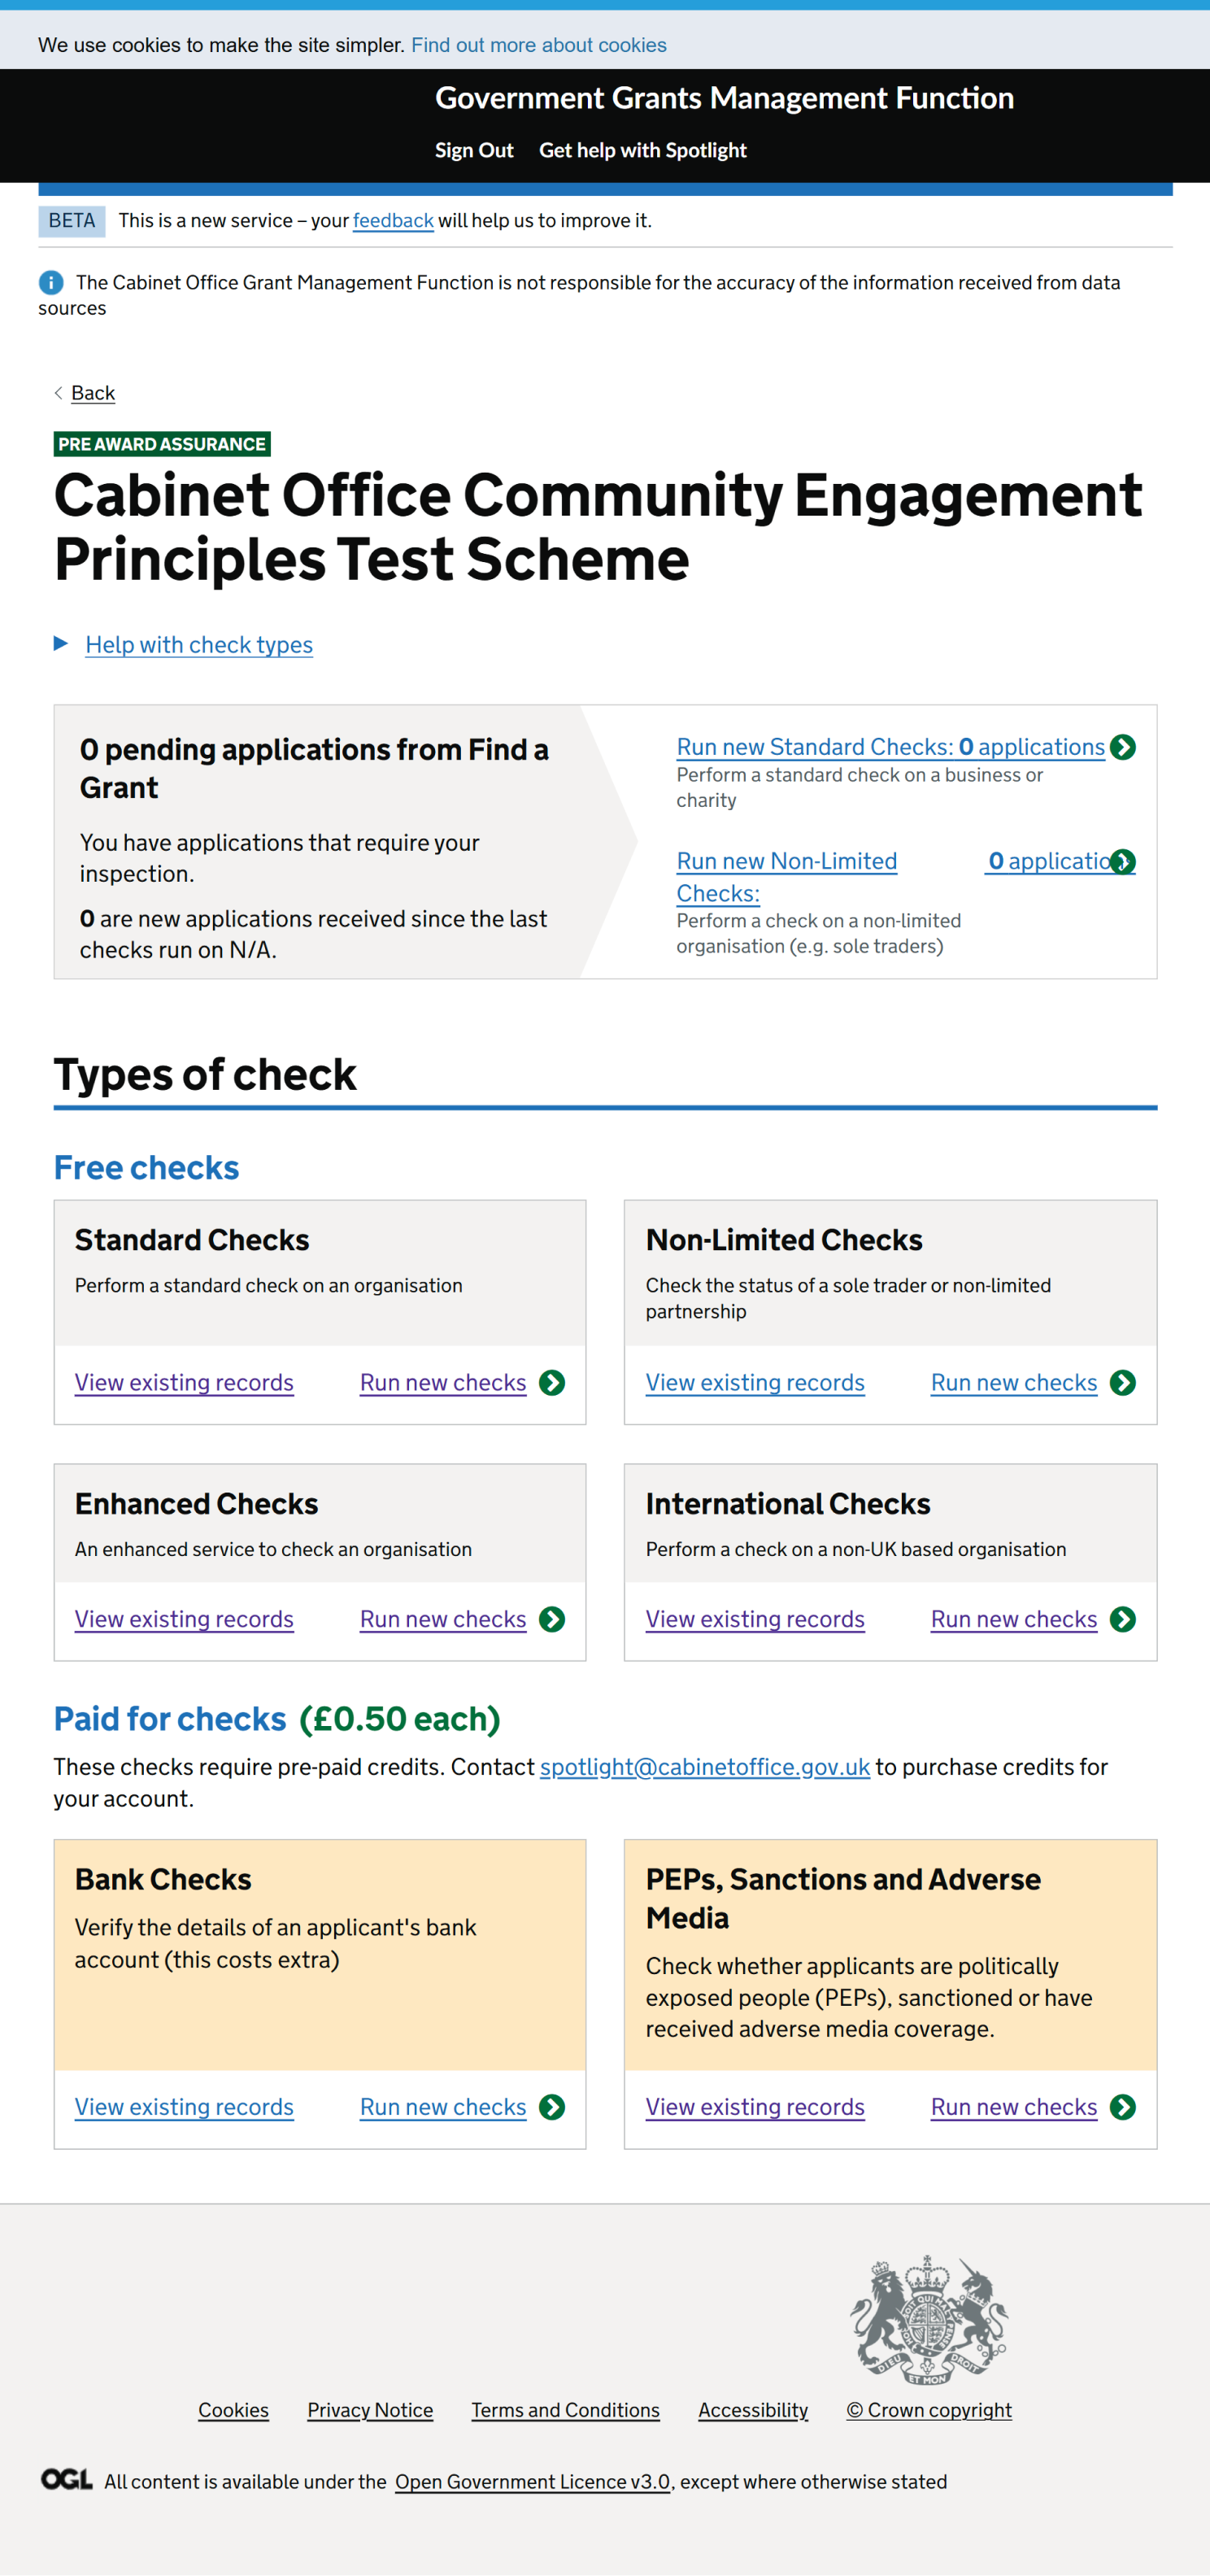 We use cookies to make the site simpler. Find out more about cookies
Government Grants Management Function
Sign Out Get help with Spotlight
BETA This is a new service – your feedback will help us to improve it.
The Cabinet Office Grant Management Function is not responsible for the accuracy of the information received from data
sources
Back
PRE AWARD ASSURANCE
Cabinet Office Community Engagement
Principles Test Scheme
Help with check types
0 pending applications from Find a
Grant
You have applications that require your
inspection.
0 are new applications received since the last
checks run on N/A.
Run new Standard Checks: 0 applications
Perform a standard check on a business or
charity
Run new Non-Limited
Checks:
0
Perform a check on a non-limited
organisation (e.g. sole traders)
Types of check
Free checks
Standard Checks
Perform a standard check on an organisation
View existing records Run new checks
Non-Limited Checks
Check the status of a sole trader or non-limited
partnership
View existing records Run new checks
Enhanced Checks
An enhanced service to check an organisation
View existing records Run new checks
International Checks
Perform a check on a non-UK based organisation
View existing records Run new checks
Paid for checks (£0.50 each)
These checks require pre-paid credits. Contact spotlight@cabinetoffice.gov.uk to purchase credits for
your account.
Bank Checks
Verify the details of an applicant's bank
account (this costs extra)
View existing records Run new checks
PEPs, Sanctions and Adverse
Media
Check whether applicants are politically
exposed people (PEPs), sanctioned or have
received adverse media coverage.
View existing records Run new checks
DIEU ET MON DROIT
Cookies Privacy Notice Terms and Conditions Accessibility © Crown copyright
OGL All content is available under the Open Government Licence v3.0, except where otherwise stated